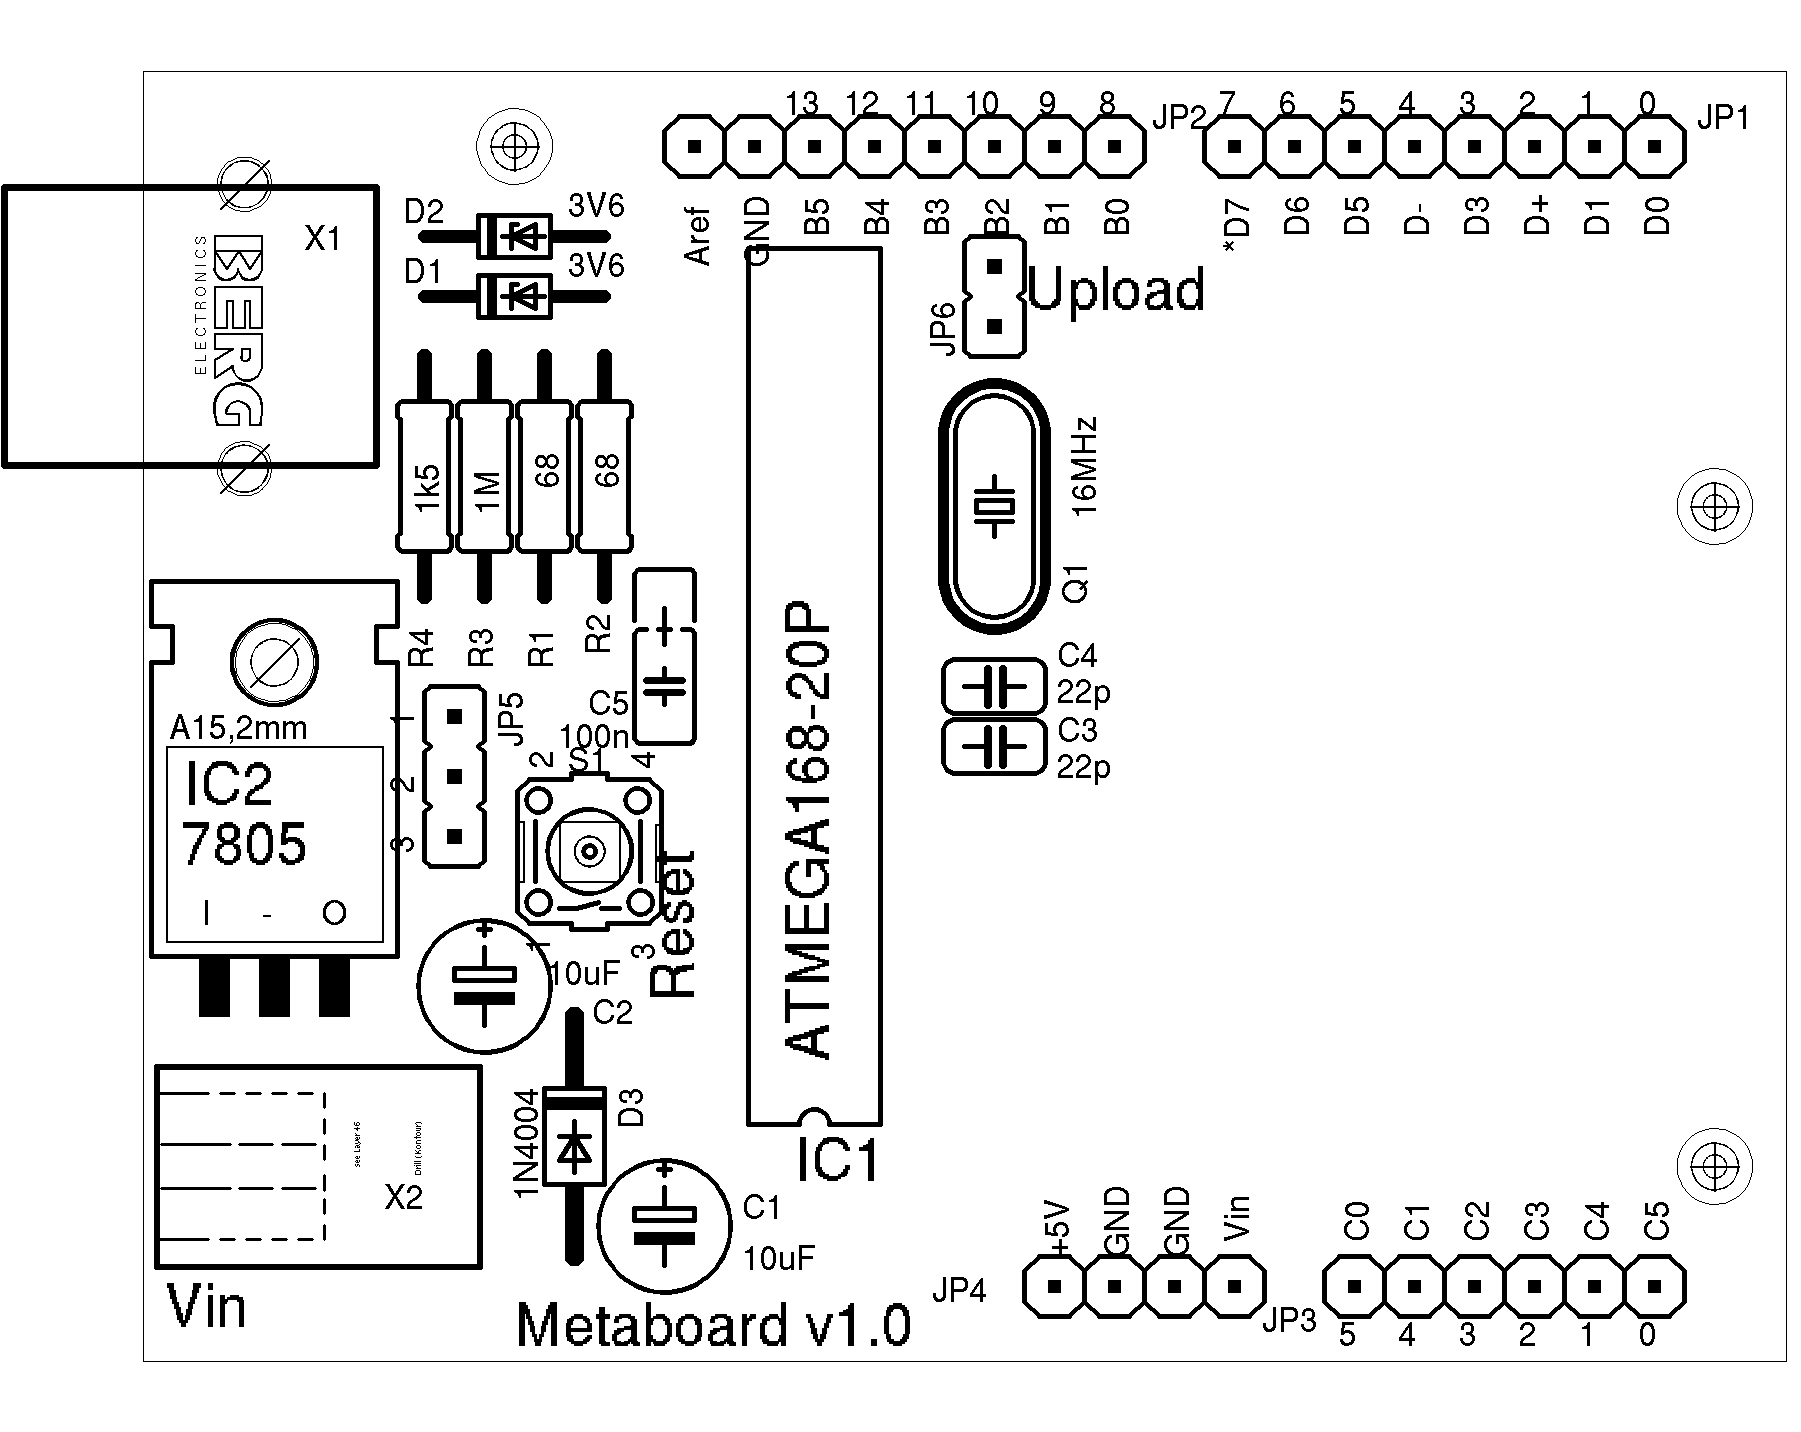 13 12 11 10 9 8 JP2 7 6 5 4 3 2 1 0 JP1
Aref GND B5 B4 B3 B2 B1 B0 *D7 D6 D5 D- D3 D+ D1 D0
D2 3V6
X1
D1 3V6
BERG
ELECTRONICS
JP6 Upload
1k5 1M 68 68
16MHz
Q1
R4 R3 R1 R2
C5
100n
C4
22p
C3
22p
A15,2mm
IC2
7805
I - O
1 2 3
JP5
2 S1 4
1 3
Reset
ATMEGA168-20P
IC1
10uF
C2
1N4004
D3
see Layer 46
Drill (Kontour)
X2
Vin
C1
10uF
Metaboard v1.0
+5V GND GND Vin C0 C1 C2 C3 C4 C5
JP4
JP3 5 4 3 2 1 0